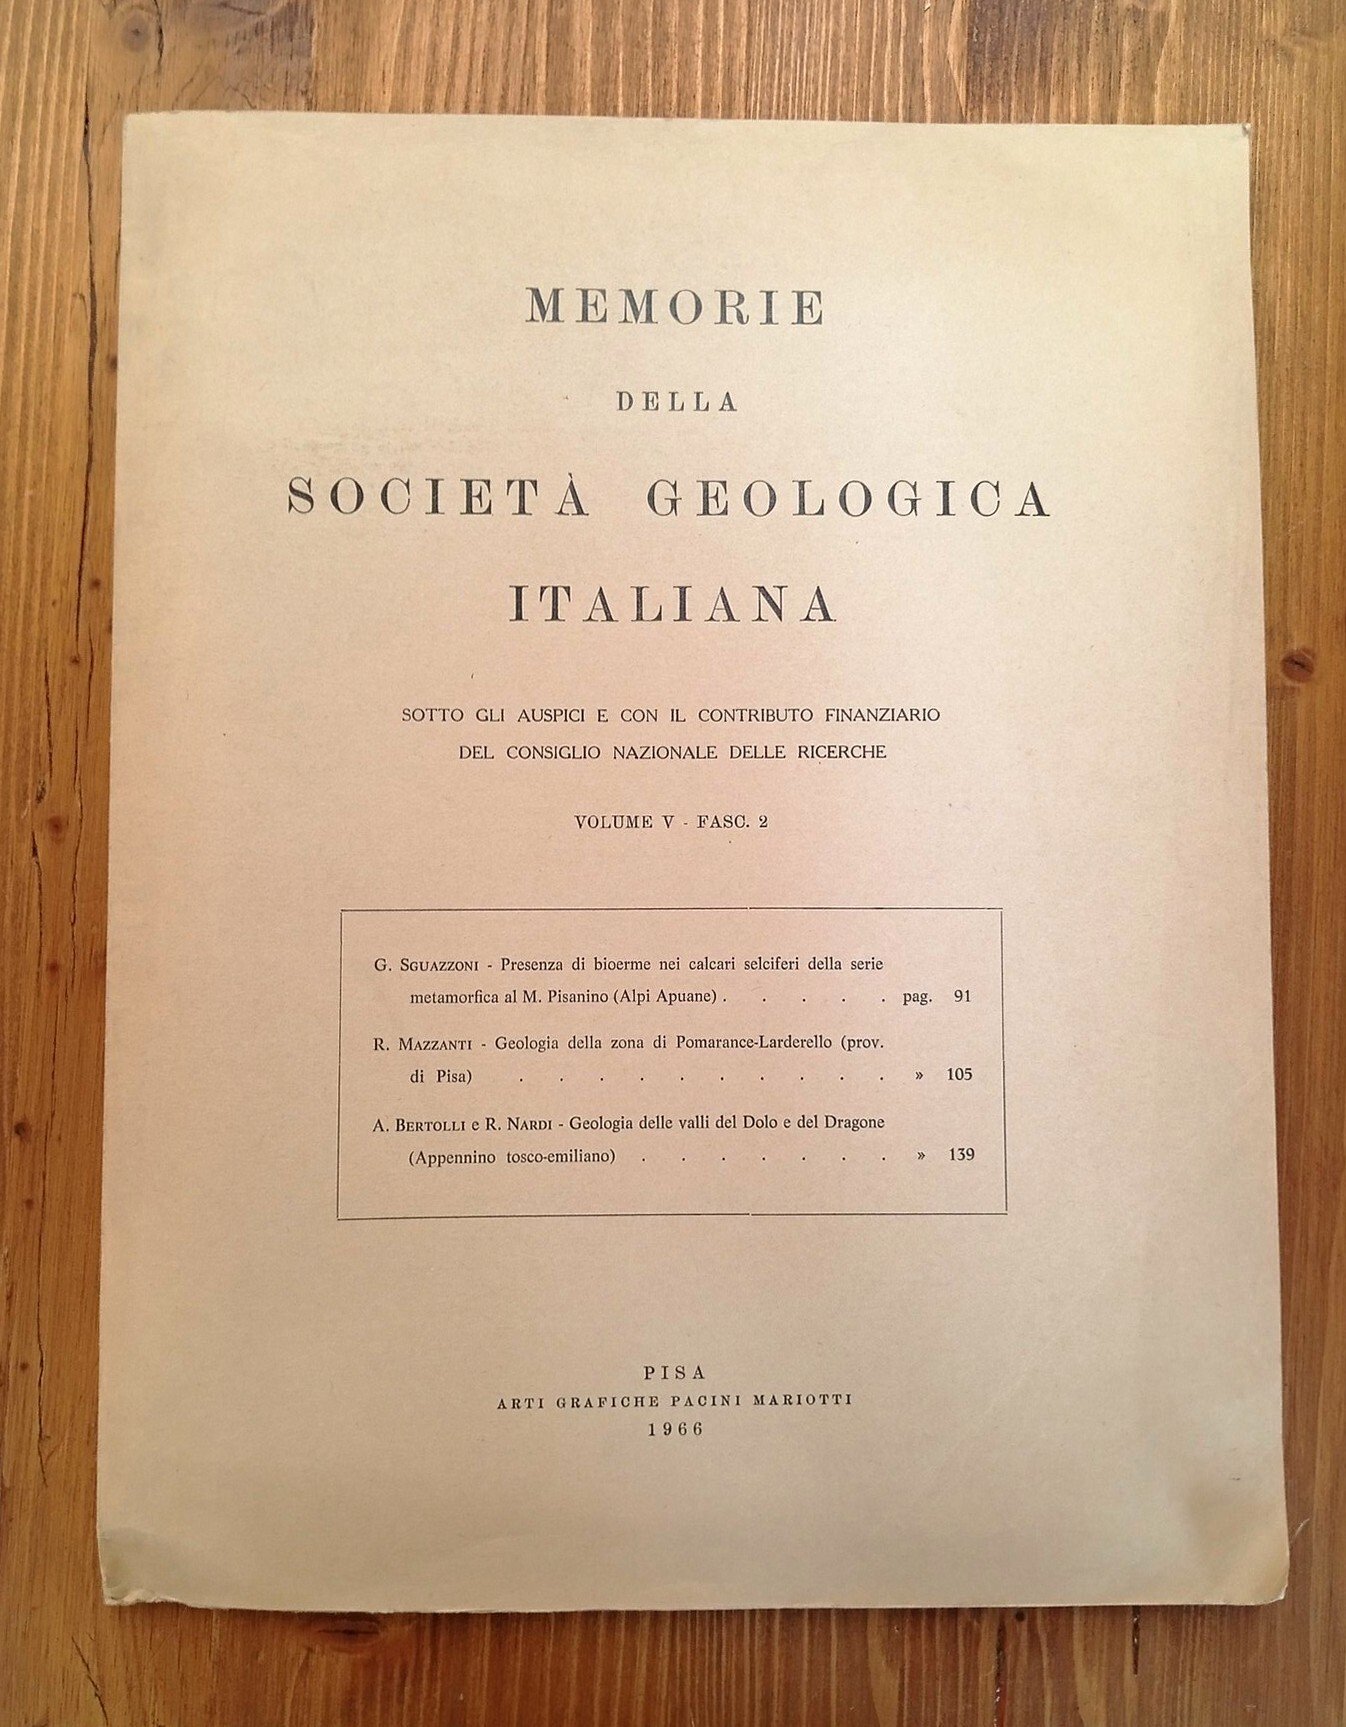 MEMORIE
DELLA
SOCIETÀ GEOLOGICA
ITALIANA
SOTTO GLI AUSPICI E CON IL CONTRIBUTO FINANZIARIO
DEL CONSIGLIO NAZIONALE DELLE RICERCHE
VOLUME V - FASC. 2
G. SGUAZZONI - Presenza di bioerme nei calcari selciferi della serie
metamorfica al M. Pisanino (Alpi Apuane) . . . . . pag. 91
R. MAZZANTI - Geologia della zona di Pomarance-Larderello (prov.
di Pisa) . . . . . . . . . . » 105
A. BERTOLLI e R. NARDI - Geologia delle valli del Dolo e del Dragone
(Appennino tosco-emiliano) . . . . . . . » 139
PISA
ARTI GRAFICHE PACINI MARIOTTI
1966